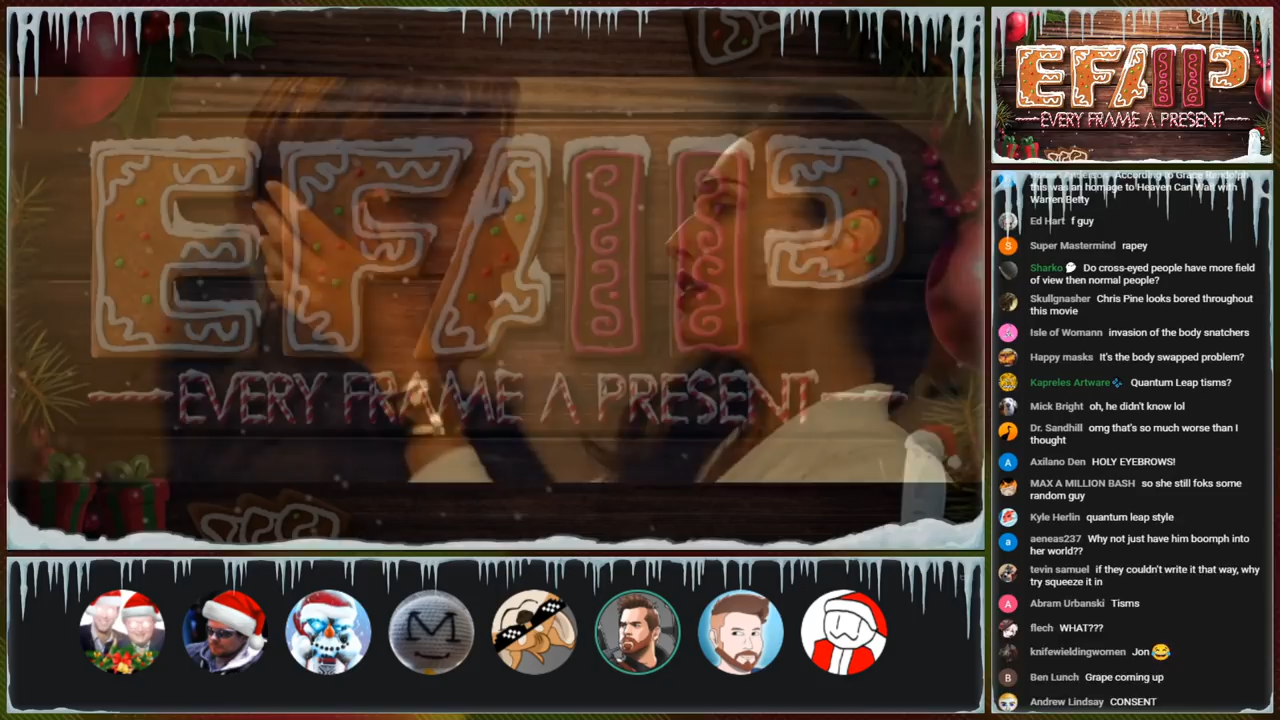 EFAP
EVERY FRAME A PRESENT
EFAP
EVERY FRAME A PRESENT
According to Grace Randolph
this was an homage to Heaven Can Wait with
Warren Betty
Ed Hart f guy
S Super Mastermind rapey
Sharko Do cross-eyed people have more field
of view then normal people?
Skullgnasher Chris Pine looks bored throughout
this movie
Isle of Womann invasion of the body snatchers
Happy masks It's the body swapped problem?
Kapreles Artware Quantum Leap tisms?
Mick Bright oh, he didn't know lol
Dr. Sandhill omg that's so much worse than I
thought
A Axilano Den HOLY EYEBROWS!
MAX A MILLION BASH so she still foks some
random guy
Kyle Herlin quantum leap style
a aeneas237 Why not just have him boomph into
her world??
tevin samuel if they couldn't write it that way, why
try squeeze it in
A Abram Urbanski Tisms
flech WHAT???
knifewieldingwomen Jon 😂
B Ben Lunch Grape coming up
Andrew Lindsay CONSENT
M